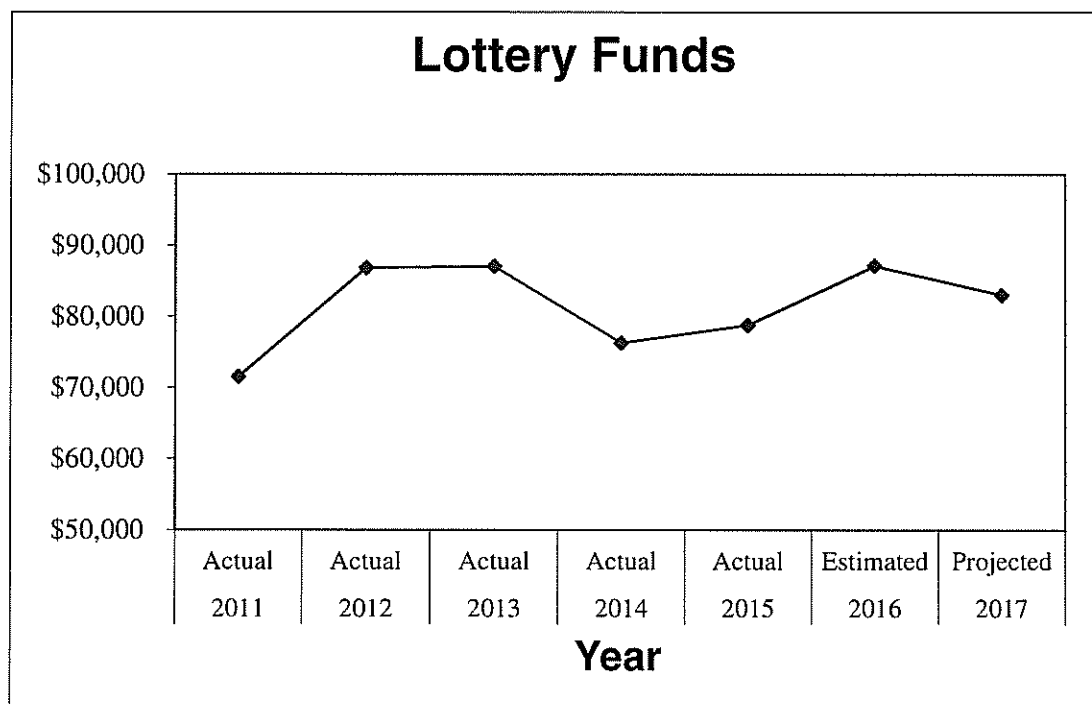 Lottery Funds
$100,000
$90,000
$80,000
$70,000
$60,000
$50,000
Actual Actual Actual Actual Actual Estimated Projected
2011 2012 2013 2014 2015 2016 2017
Year